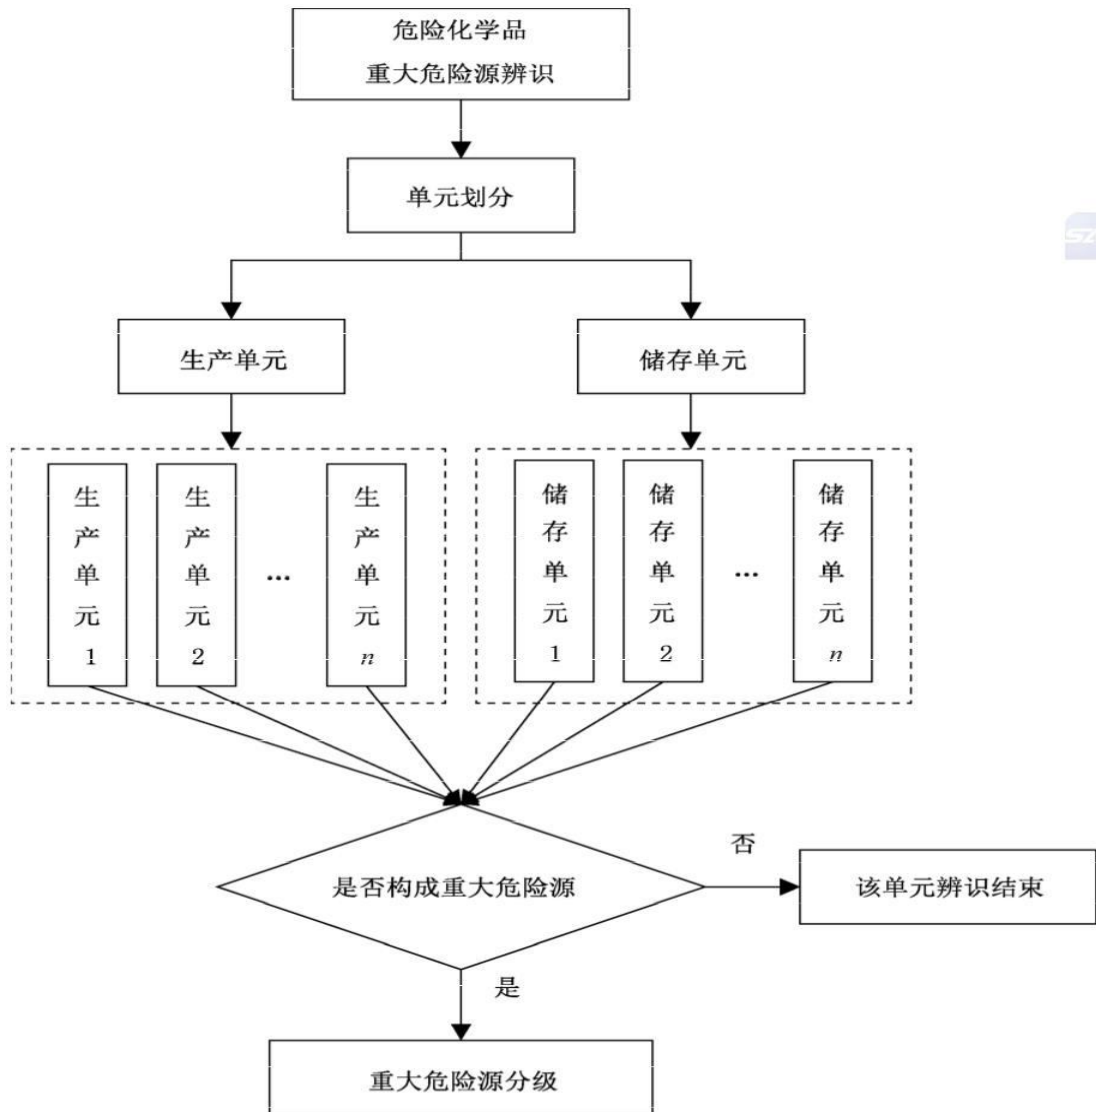 危险化学品
重大危险源辨识
单元划分
生产单元
储存单元
生产单元1
生产单元2
...
生产单元n
储存单元1
储存单元2
...
储存单元n
是否构成重大危险源
否
该单元辨识结束
是
重大危险源分级